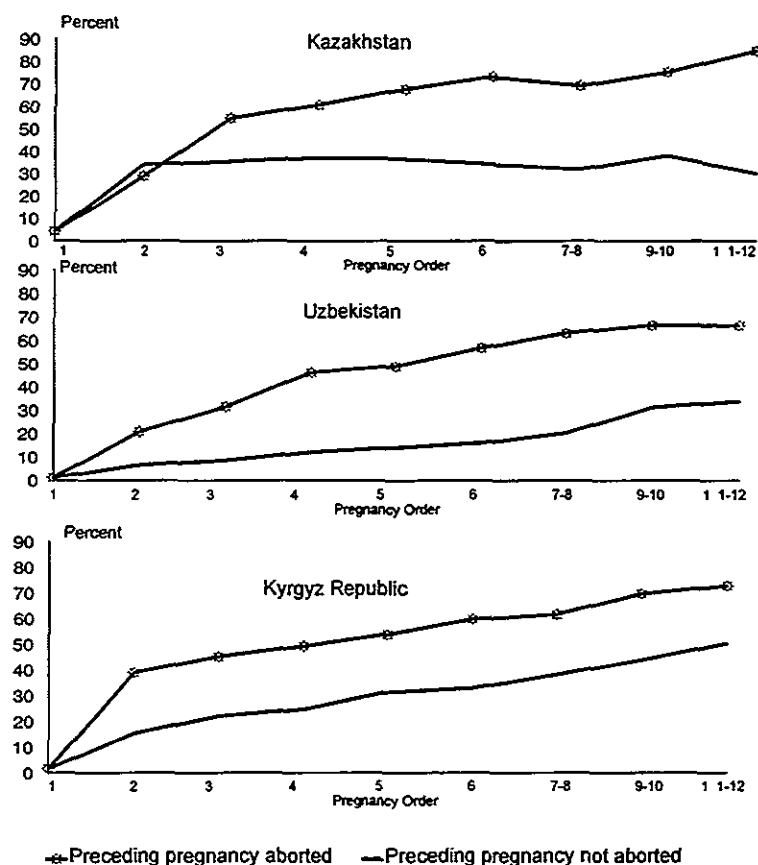 Percent
Kazakhstan
90
80
70
60
50
40
30
20
10
0
1 2 3 4 5 6 7-8 9-10 1 1-12
Pregnancy Order
Percent
Uzbekistan
90
80
70
60
50
40
30
20
10
0
1 2 3 4 5 6 7-8 9-10 1 1-12
Pregnancy Order
Percent
Kyrgyz Republic
90
80
70
60
50
40
30
20
10
0
1 2 3 4 5 6 7-8 9-10 1 1-12
Pregnancy Order
Preceding pregnancy aborted Preceding pregnancy not aborted